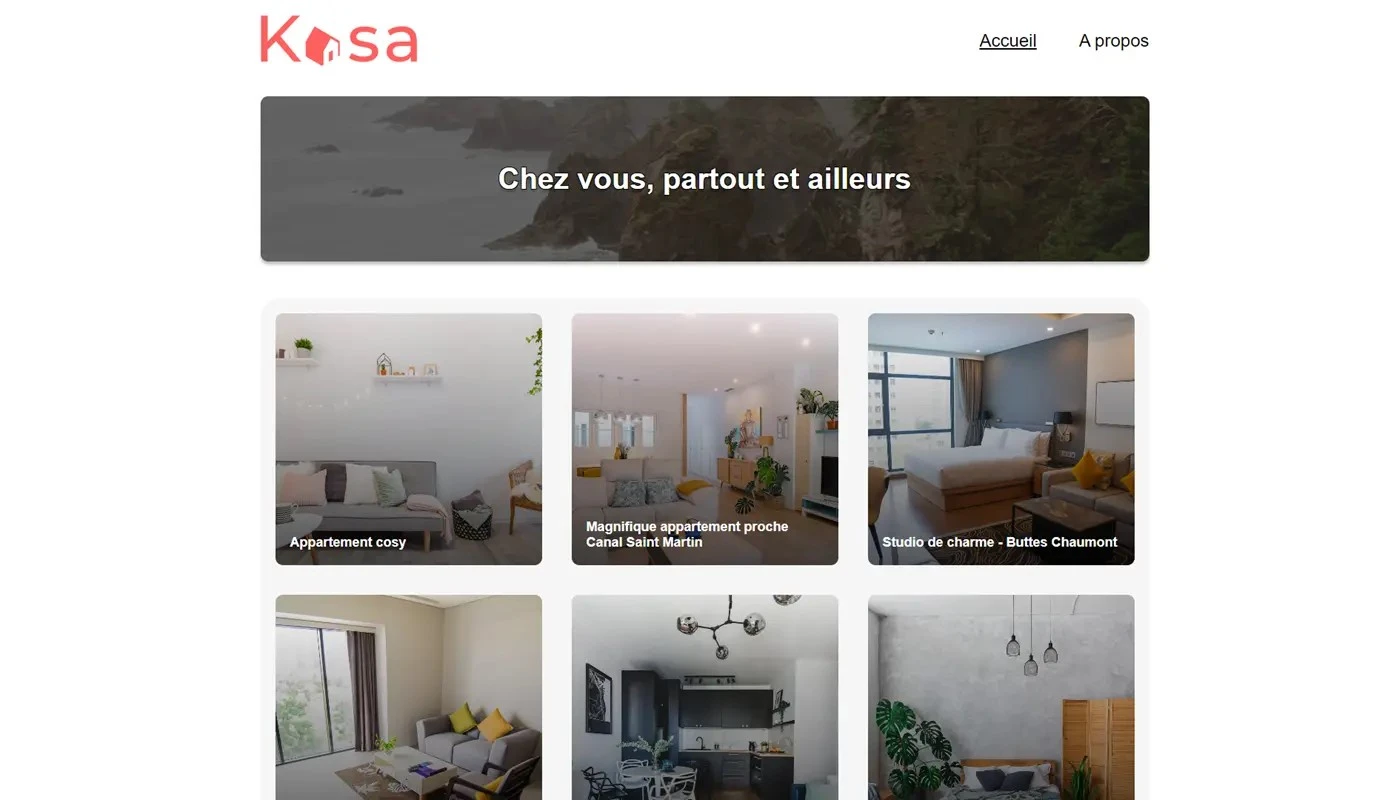 Kasa
Accueil
A propos
Chez vous, partout et ailleurs
Appartement cosy
Magnifique appartement proche
Canal Saint Martin
Studio de charme - Buttes Chaumont